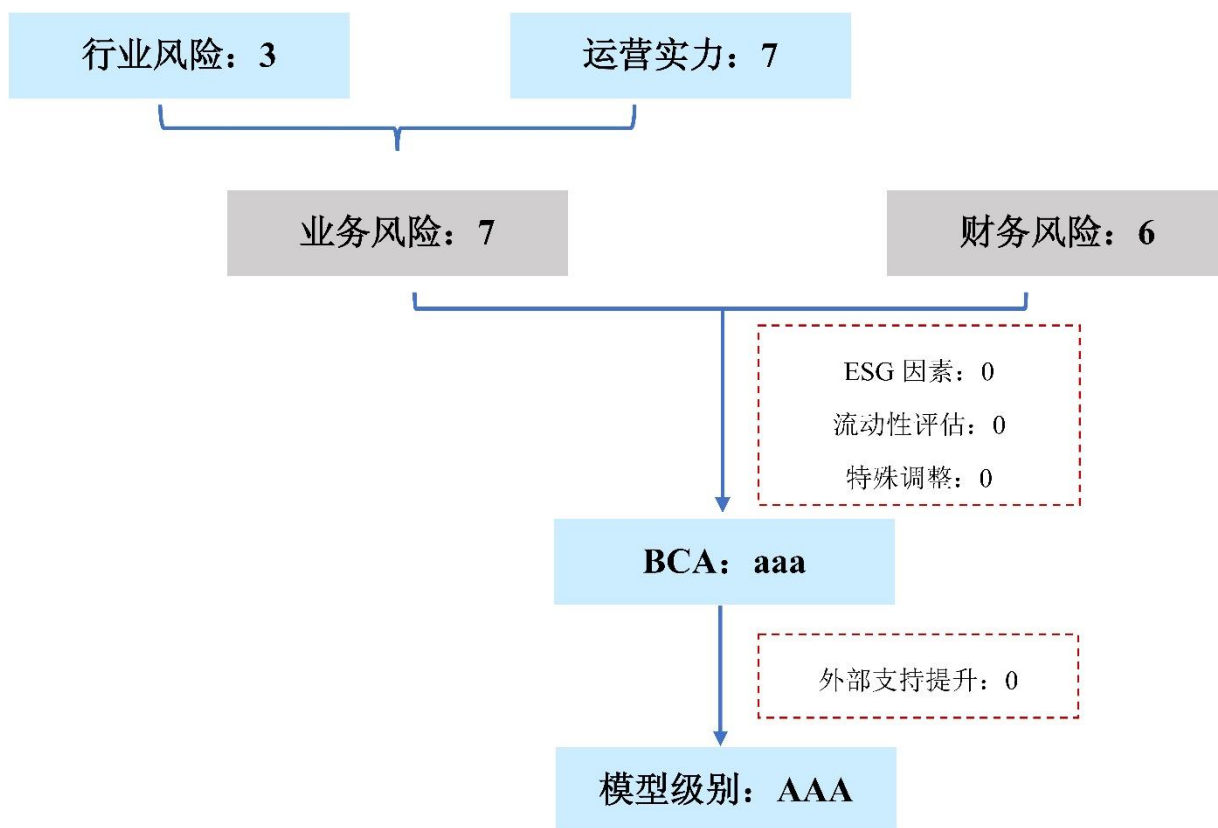 行业风险：3
运营实力：7
业务风险：7
财务风险：6
ESG 因素：0
流动性评估：0
特殊调整：0
BCA：aaa
外部支持提升：0
模型级别：AAA